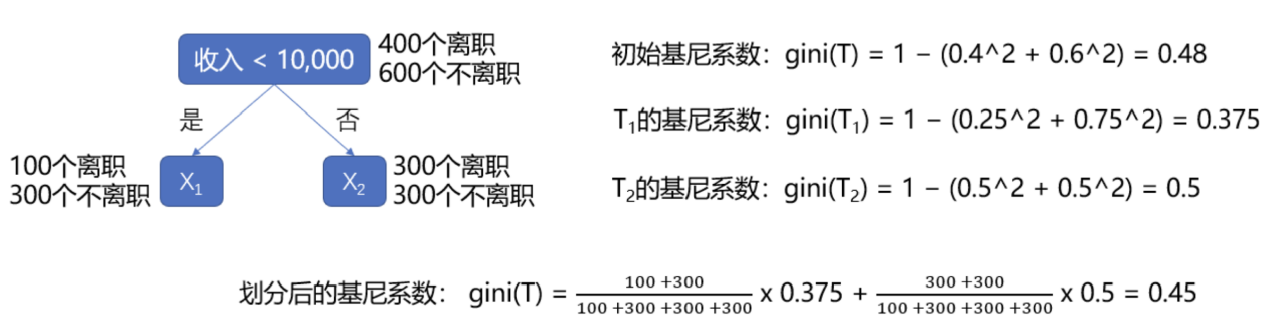 收入 < 10,000
400个离职
600个不离职
是
否
100个离职
300个不离职
X₁
X₂
300个离职
300个不离职
初始基尼系数：gini(T) = 1 − (0.4^2 + 0.6^2) = 0.48
T₁的基尼系数：gini(T₁) = 1 − (0.25^2 + 0.75^2) = 0.375
T₂的基尼系数：gini(T₂) = 1 − (0.5^2 + 0.5^2) = 0.5
划分后的基尼系数： gini(T) = (100 +300)/(100 +300 +300 +300) x 0.375 + (300 +300)/(100 +300 +300 +300) x 0.5 = 0.45